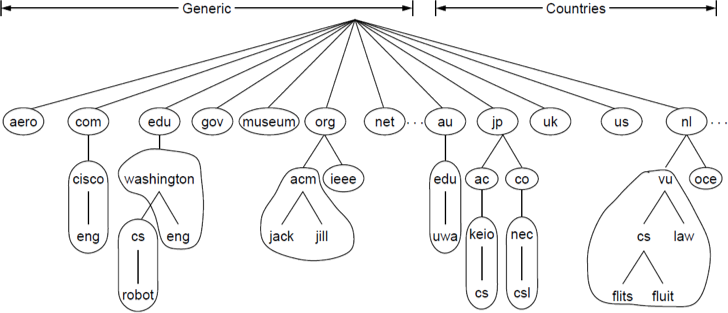 Generic Countries
aero com edu gov museum org net ... au jp uk us nl ...
cisco washington acm ieee edu ac co vu oce
eng cs eng jack jill uwa keio nec cs law
robot cs csl flits fluit